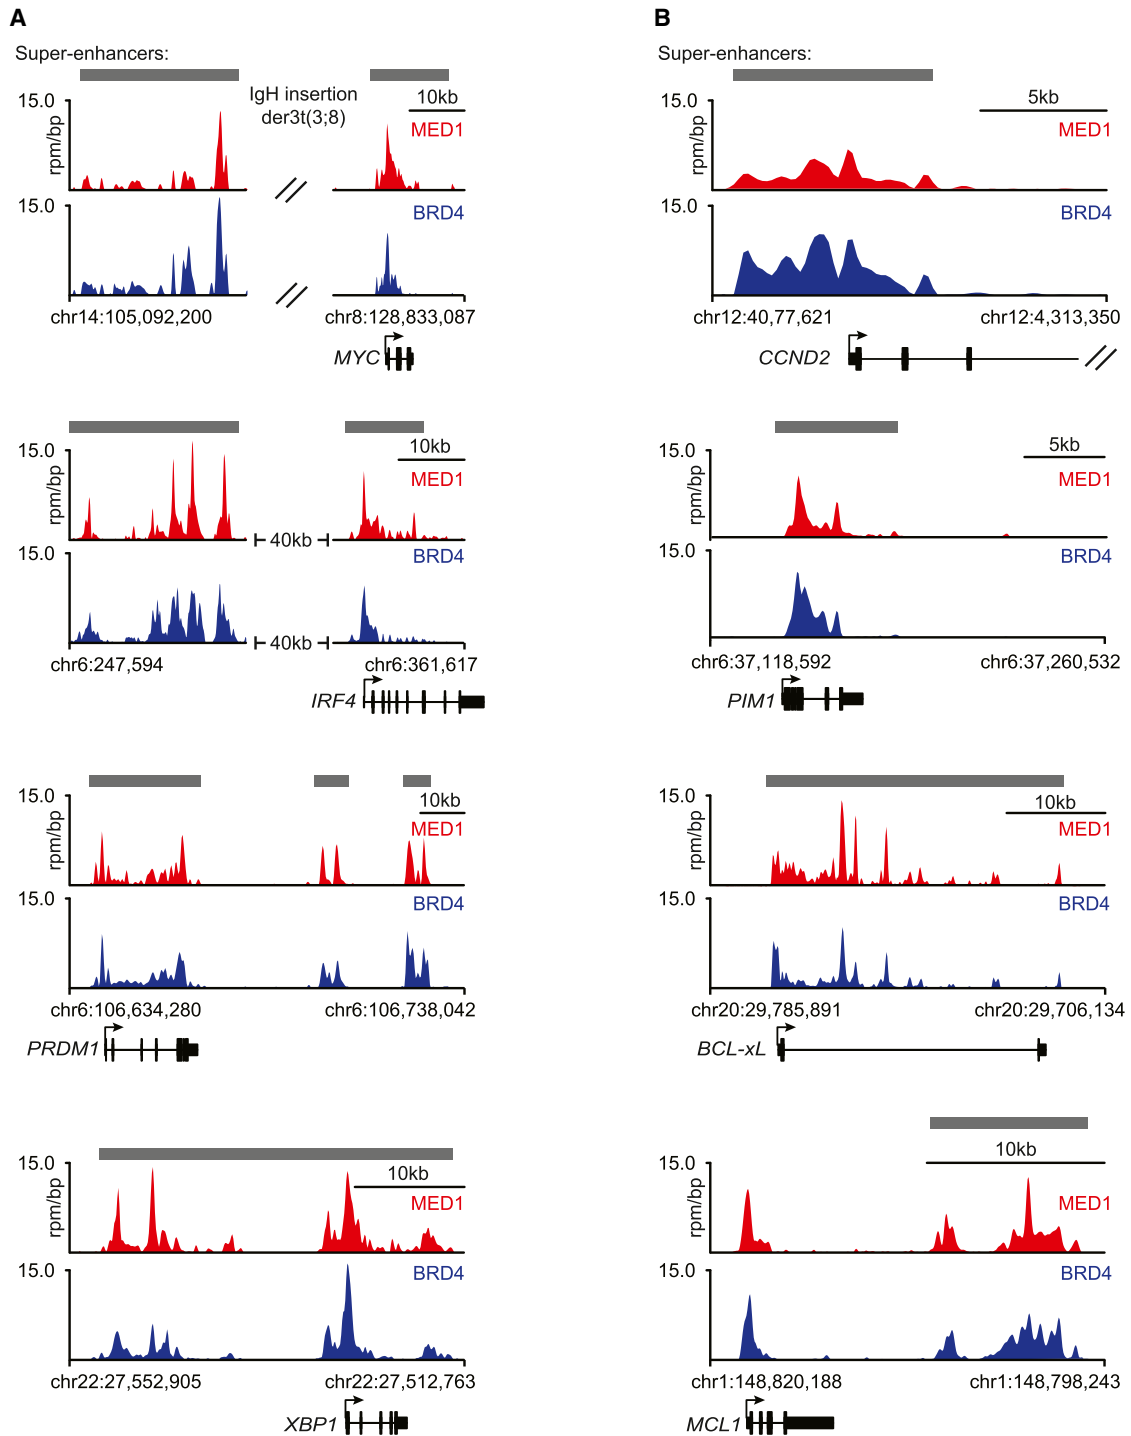 A
Super-enhancers:
15.0
rpm/bp
IgH insertion
der3t(3;8)
10kb
MED1
15.0
BRD4
chr14:105,092,200
chr8:128,833,087
MYC
15.0
rpm/bp
10kb
MED1
40kb
15.0
BRD4
40kb
chr6:247,594
chr6:361,617
IRF4
15.0
rpm/bp
10kb
MED1
15.0
BRD4
chr6:106,634,280
chr6:106,738,042
PRDM1
15.0
rpm/bp
10kb
MED1
15.0
BRD4
chr22:27,552,905
chr22:27,512,763
XBP1
B
Super-enhancers:
15.0
rpm/bp
5kb
MED1
15.0
BRD4
chr12:40,77,621
chr12:4,313,350
CCND2
15.0
rpm/bp
5kb
MED1
15.0
BRD4
chr6:37,118,592
chr6:37,260,532
PIM1
15.0
rpm/bp
10kb
MED1
15.0
BRD4
chr20:29,785,891
chr20:29,706,134
BCL-xL
15.0
rpm/bp
10kb
MED1
15.0
BRD4
chr1:148,820,188
chr1:148,798,243
MCL1